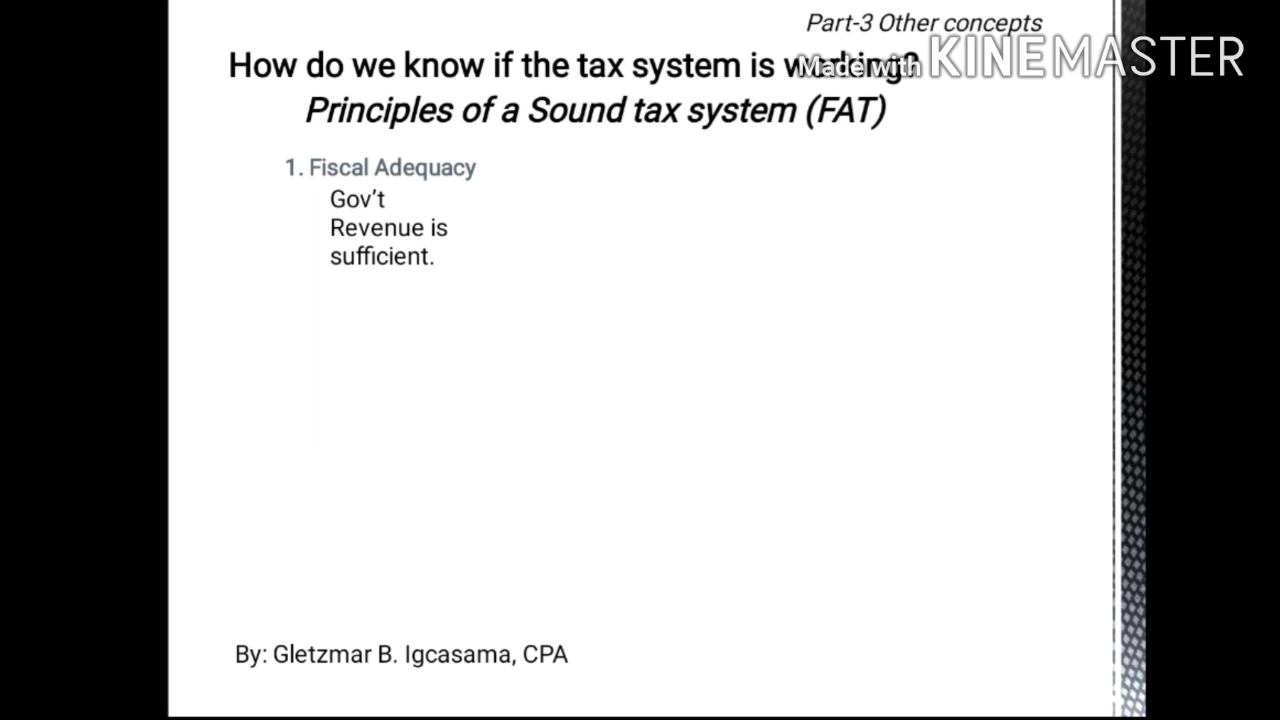 Part-3 Other concepts
How do we know if the tax system is working?
Made with KINEMASTER
Principles of a Sound tax system (FAT)
1. Fiscal Adequacy
Gov't
Revenue is
sufficient.
By: Gletzmar B. Igcasama, CPA